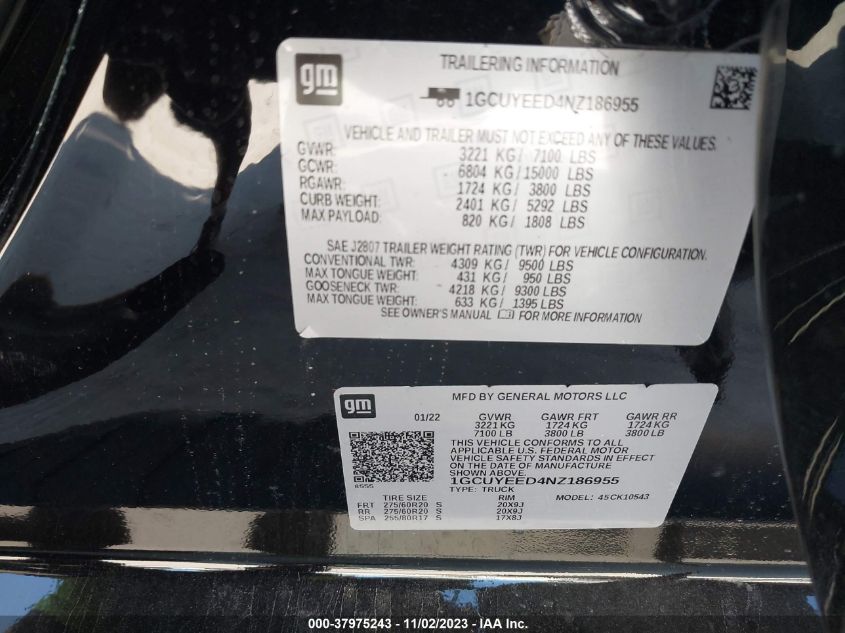 gm
TRAILERING INFORMATION
1GCUYEED4NZ186955
VEHICLE AND TRAILER MUST NOT EXCEED ANY OF THESE VALUES.
GVWR: 3221 KG / 7100 LBS
GCWR: 6804 KG / 15000 LBS
RGAWR: 1724 KG / 3800 LBS
CURB WEIGHT: 2401 KG / 5292 LBS
MAX PAYLOAD: 820 KG / 1808 LBS
SAE J2807 TRAILER WEIGHT RATING (TWR) FOR VEHICLE CONFIGURATION.
CONVENTIONAL TWR: 4309 KG / 9500 LBS
MAX TONGUE WEIGHT: 431 KG / 950 LBS
GOOSENECK TWR: 4218 KG / 9300 LBS
MAX TONGUE WEIGHT: 633 KG / 1395 LBS
SEE OWNER'S MANUAL FOR MORE INFORMATION
gm
MFD BY GENERAL MOTORS LLC
01/22 GVWR GAWR FRT GAWR RR
3221 KG 1724 KG 1724 KG
7100 LB 3800 LB 3800 LB
THIS VEHICLE CONFORMS TO ALL
APPLICABLE U.S. FEDERAL MOTOR
VEHICLE SAFETY STANDARDS IN EFFECT
ON THE DATE OF MANUFACTURE
SHOWN ABOVE.
1GCUYEED4NZ186955
TYPE: TRUCK MODEL: 45CK10543
TIRE SIZE RIM
FRT 275/60R20 S 20X9J
RR 275/60R20 S 20X9J
SPA 255/80R17 S 17X8J
000-37975243 - 11/02/2023 - IAA Inc.